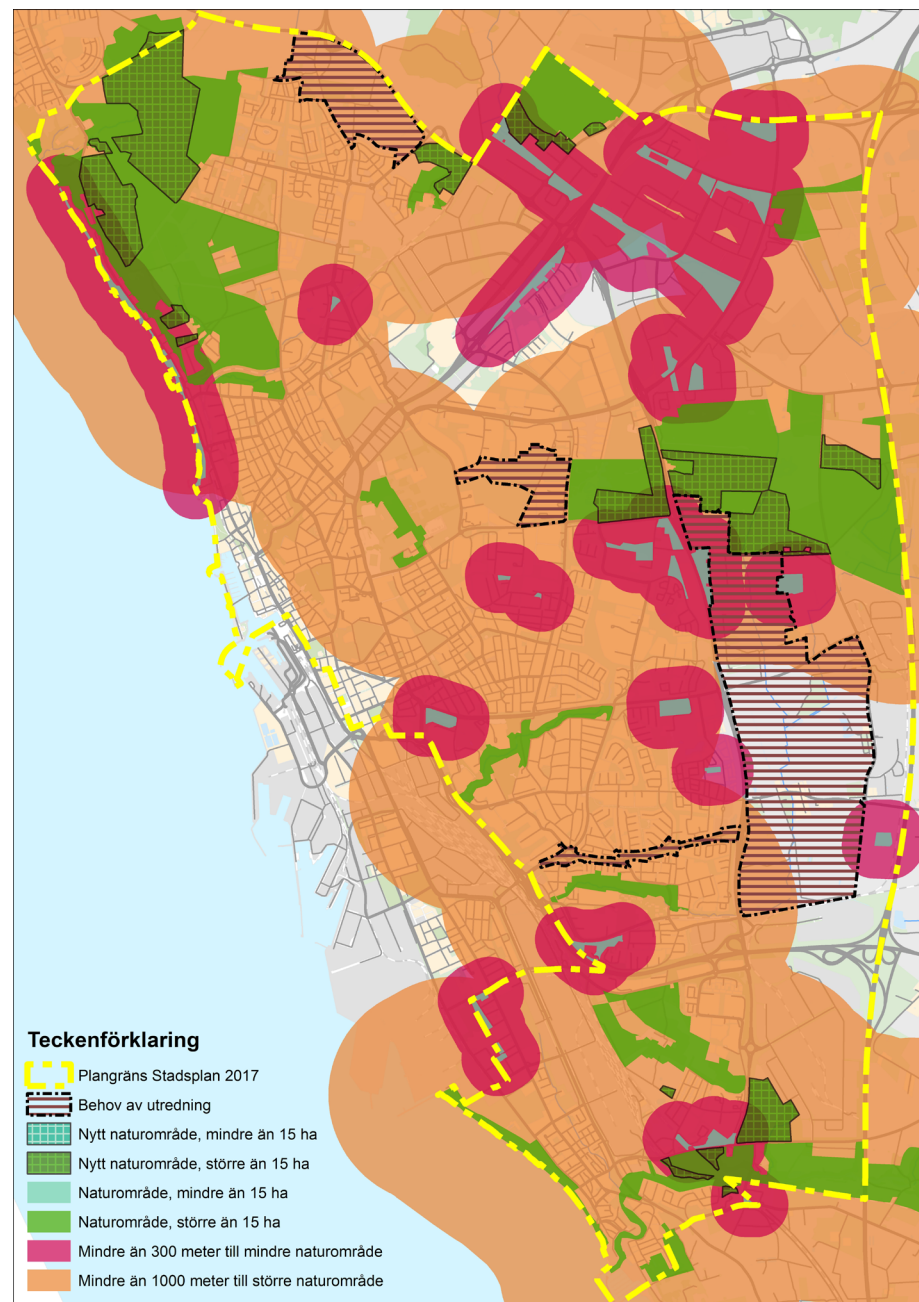 Teckenförklaring
Plangräns Stadsplan 2017
Behov av utredning
Nytt naturområde, mindre än 15 ha
Nytt naturområde, större än 15 ha
Naturområde, mindre än 15 ha
Naturområde, större än 15 ha
Mindre än 300 meter till mindre naturområde
Mindre än 1000 meter till större naturområde